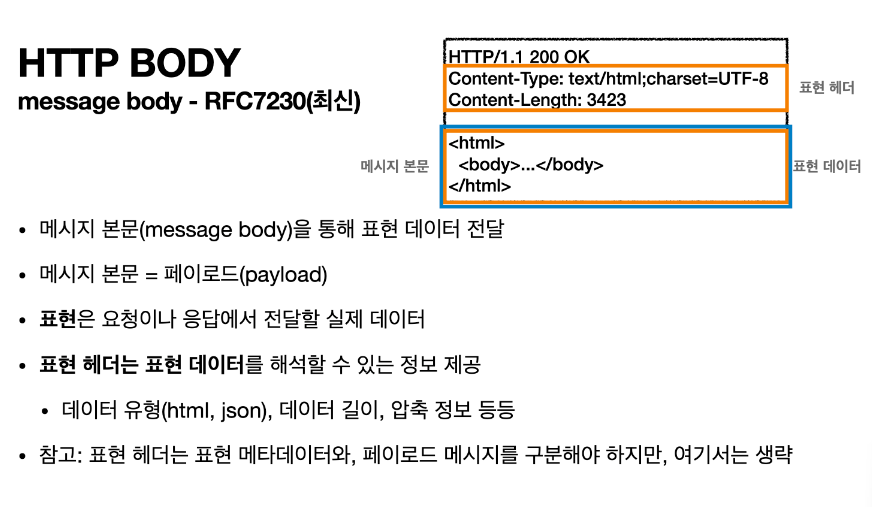 HTTP BODY
message body - RFC7230(최신)
HTTP/1.1 200 OK
Content-Type: text/html;charset=UTF-8
Content-Length: 3423
표현 헤더
<html>
<body>...</body>
</html>
메시지 본문
표현 데이터
• 메시지 본문(message body)을 통해 표현 데이터 전달
• 메시지 본문 = 페이로드(payload)
• 표현은 요청이나 응답에서 전달할 실제 데이터
• 표현 헤더는 표현 데이터를 해석할 수 있는 정보 제공
• 데이터 유형(html, json), 데이터 길이, 압축 정보 등등
• 참고: 표현 헤더는 표현 메타데이터와, 페이로드 메시지를 구분해야 하지만, 여기서는 생략